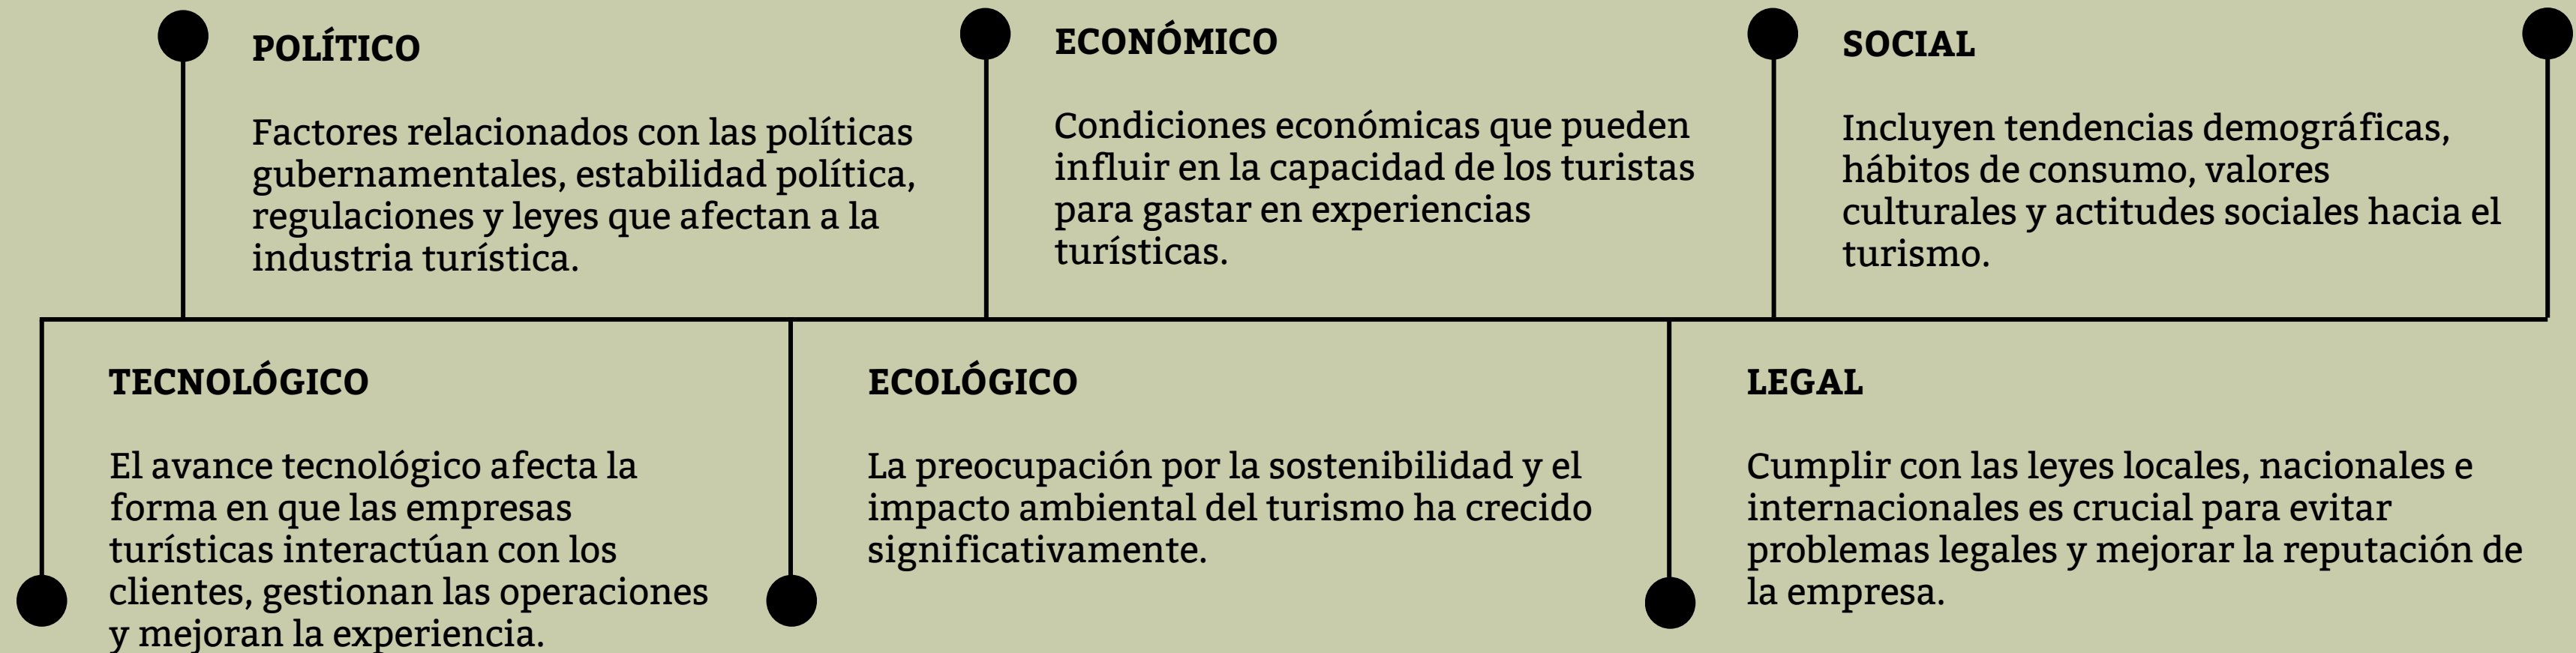 POLÍTICO
Factores relacionados con las políticas
gubernamentales, estabilidad política,
regulaciones y leyes que afectan a la
industria turística.
ECONÓMICO
Condiciones económicas que pueden
influir en la capacidad de los turistas
para gastar en experiencias
turísticas.
SOCIAL
Incluyen tendencias demográficas,
hábitos de consumo, valores
culturales y actitudes sociales hacia el
turismo.
TECNOLÓGICO
El avance tecnológico afecta la
forma en que las empresas
turísticas interactúan con los
clientes, gestionan las operaciones
y mejoran la experiencia.
ECOLÓGICO
La preocupación por la sostenibilidad y el
impacto ambiental del turismo ha crecido
significativamente.
LEGAL
Cumplir con las leyes locales, nacionales e
internacionales es crucial para evitar
problemas legales y mejorar la reputación de
la empresa.